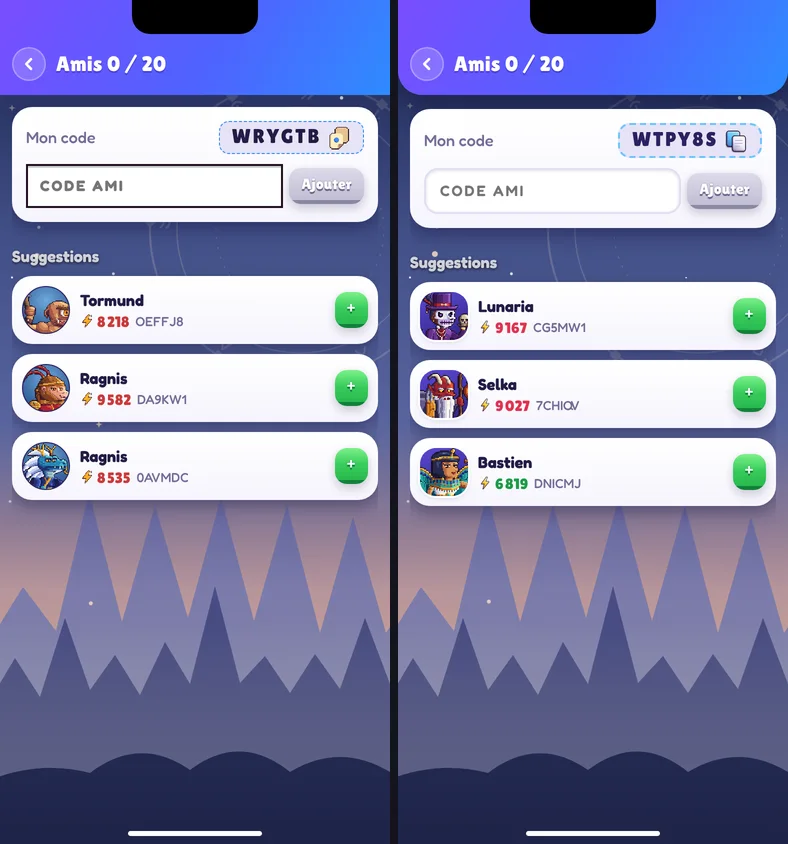 Amis 0 / 20
Mon code
WRYGTB
CODE AMI
Ajouter
Suggestions
Tormund
8218 OEFFJ8
+
Ragnis
9582 DA9KW1
+
Ragnis
8535 0AVMDC
+
Amis 0 / 20
Mon code
WTPY8S
CODE AMI
Ajouter
Suggestions
Lunaria
9167 CG5MW1
+
Selka
9027 7CHIQV
+
Bastien
6819 DNICMJ
+